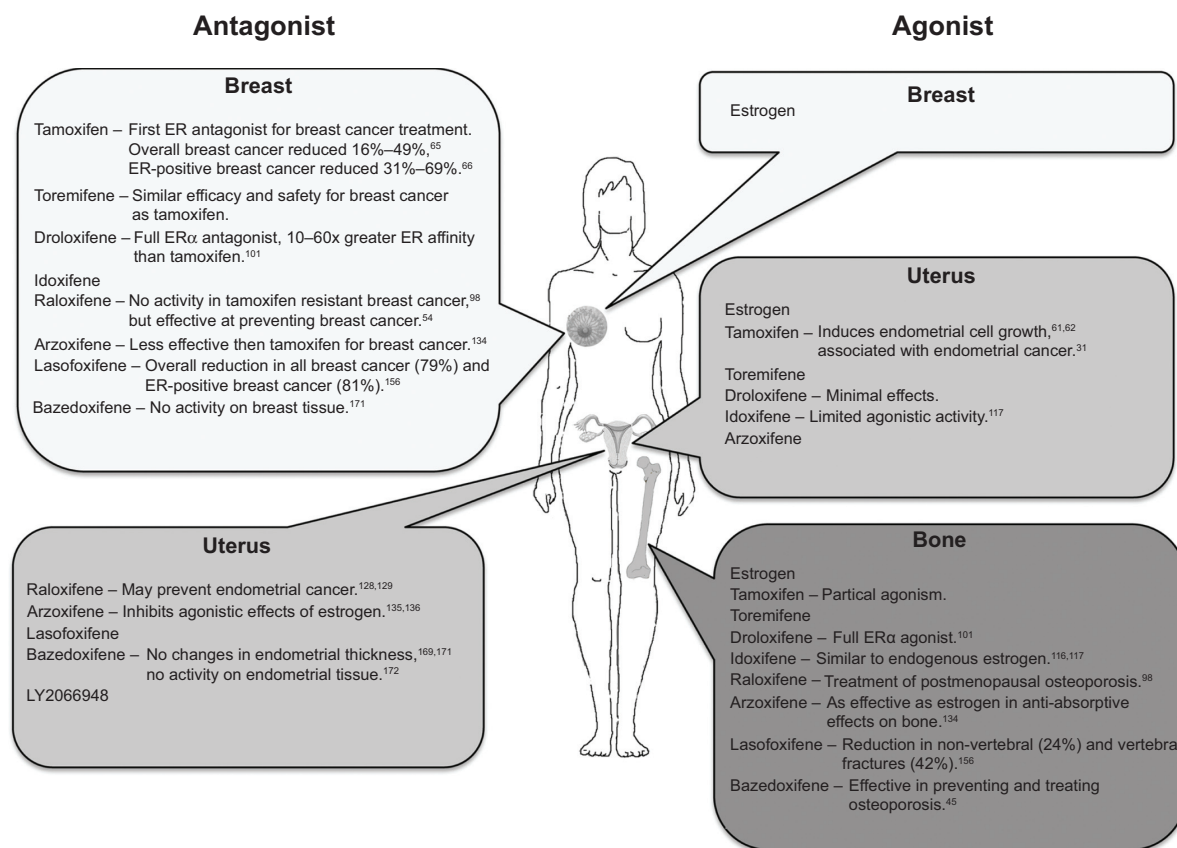 Antagonist
Agonist
Breast
Tamoxifen – First ER antagonist for breast cancer treatment.
Overall breast cancer reduced 16%–49%,65
ER-positive breast cancer reduced 31%–69%.66
Toremifene – Similar efficacy and safety for breast cancer
as tamoxifen.
Droloxifene – Full ERα antagonist, 10–60x greater ER affinity
than tamoxifen.101
Idoxifene
Raloxifene – No activity in tamoxifen resistant breast cancer,98
but effective at preventing breast cancer.54
Arzoxifene – Less effective then tamoxifen for breast cancer.134
Lasofoxifene – Overall reduction in all breast cancer (79%) and
ER-positive breast cancer (81%).156
Bazedoxifene – No activity on breast tissue.171
Breast
Estrogen
Uterus
Estrogen
Tamoxifen – Induces endometrial cell growth,61,62
associated with endometrial cancer.31
Toremifene
Droloxifene – Minimal effects.
Idoxifene – Limited agonistic activity.117
Arzoxifene
Uterus
Raloxifene – May prevent endometrial cancer.128,129
Arzoxifene – Inhibits agonistic effects of estrogen.135,136
Lasofoxifene
Bazedoxifene – No changes in endometrial thickness,169,171
no activity on endometrial tissue.172
LY2066948
Bone
Estrogen
Tamoxifen – Partical agonism.
Toremifene
Droloxifene – Full ERα agonist.101
Idoxifene – Similar to endogenous estrogen.116,117
Raloxifene – Treatment of postmenopausal osteoporosis.98
Arzoxifene – As effective as estrogen in anti-absorptive
effects on bone.134
Lasofoxifene – Reduction in non-vertebral (24%) and vertebra
fractures (42%).156
Bazedoxifene – Effective in preventing and treating
osteoporosis.45